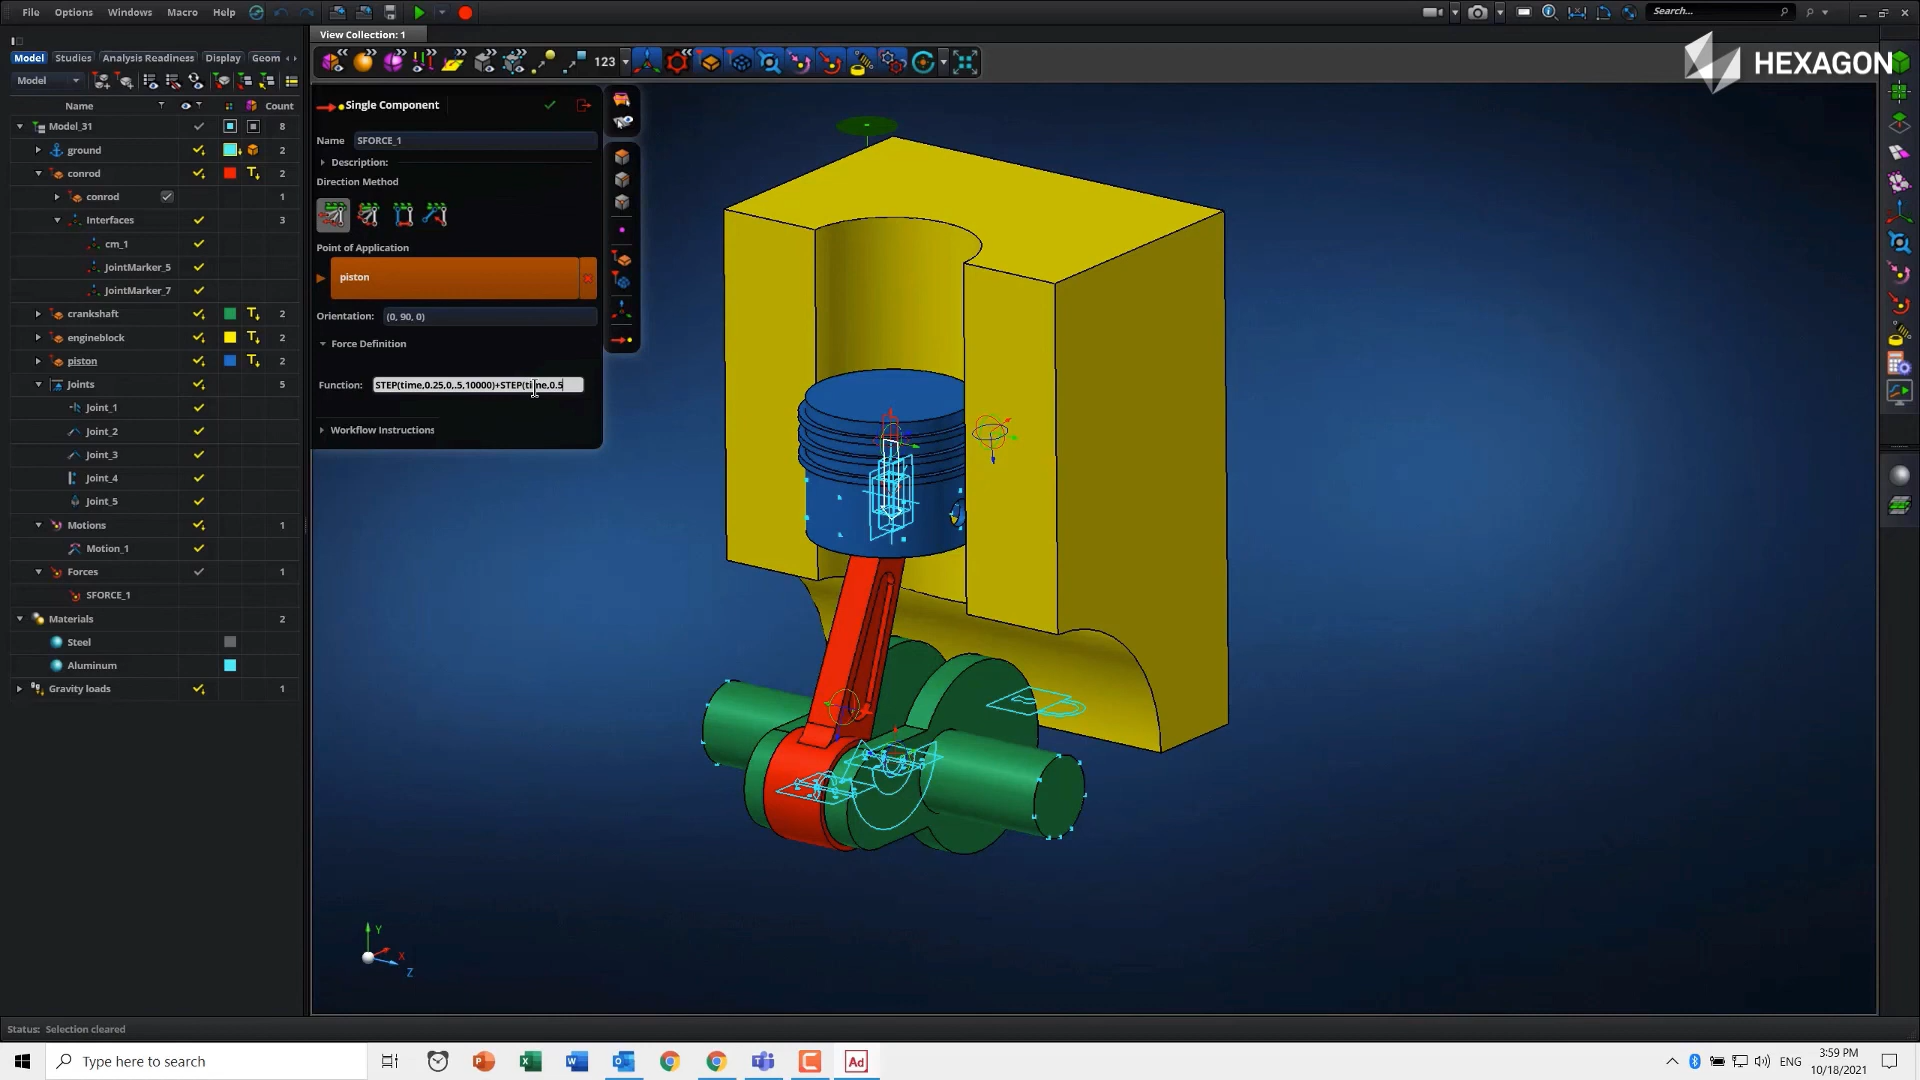 File Options Windows Macro Help
Search...
View Collection: 1
HEXAGON
Model Studies Analysis Readiness Display Geom
Model
123
Name Count
Model_31 8
ground 2
conrod 2
conrod 1
Interfaces 3
cm_1
JointMarker_5
JointMarker_7
crankshaft 2
engineblock 2
piston 2
Joints 5
Joint_1
Joint_2
Joint_3
Joint_4
Joint_5
Motions 1
Motion_1
Forces 1
SFORCE_1
Materials 2
Steel
Aluminum
Gravity loads 1
Single Component
Name SFORCE_1
Description:
Direction Method
Point of Application
piston
Orientation: (0, 90, 0)
Force Definition
Function: STEP(time,0.25,0,.5,10000)+STEP(time,0.5
Workflow Instructions
Y
X
Z
Status: Selection cleared
Type here to search
Ad
ENG
3:59 PM
10/18/2021